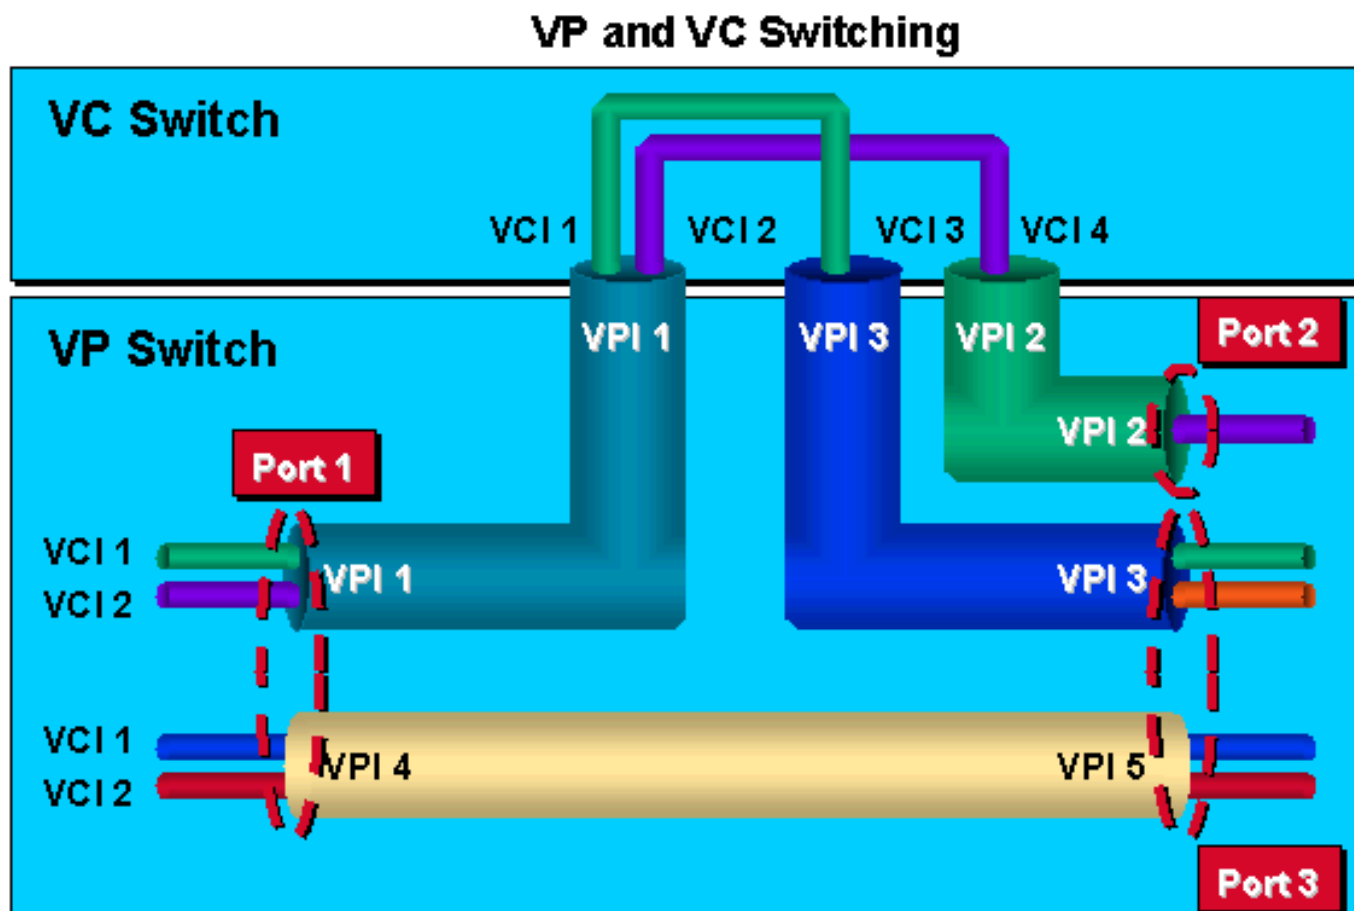 VP and VC Switching
VC Switch
VCI 1
VCI 2
VCI 3
VCI 4
VP Switch
VPI 1
VPI 3
VPI 2
Port 2
VPI 2
Port 1
VCI 1
VCI 2
VPI 1
VPI 3
VCI 1
VCI 2
VPI 4
VPI 5
Port 3